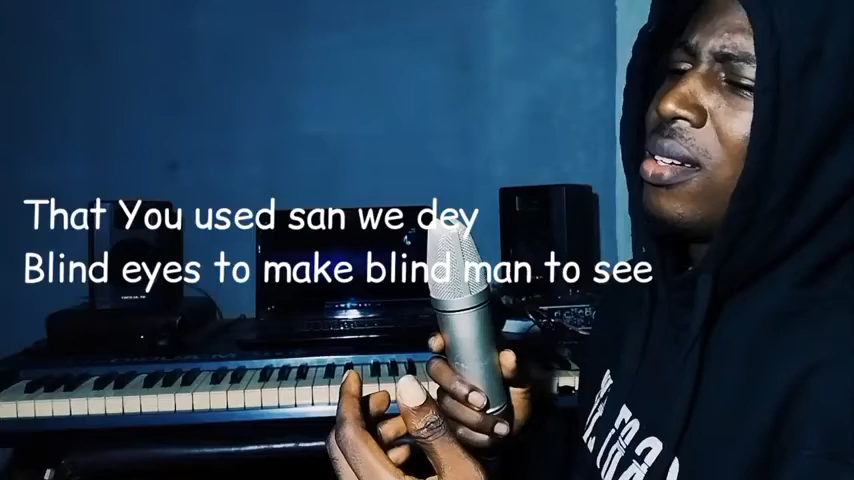 That You used san we dey
Blind eyes to make blind man to see